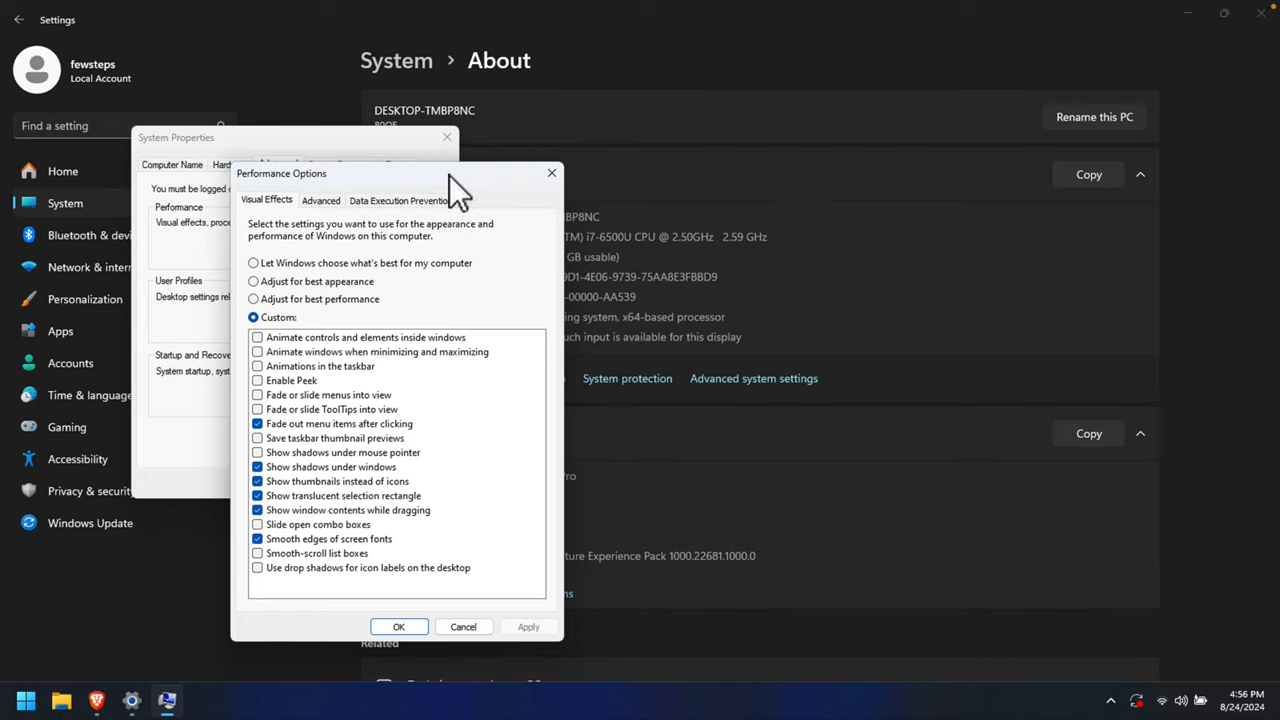 Settings
fewsteps
Local Account
Find a setting
Home
System
Bluetooth & devi
Network & intern
Personalization
Apps
Accounts
Time & language
Gaming
Accessibility
Privacy & security
Windows Update
System > About
DESKTOP-TMBP8NC
Rename this PC
Copy
BP8NC
TM) i7-6500U CPU @ 2.50GHz 2.59 GHz
GB usable)
9D1-4E06-9739-75AA8E3FBBD9
-00000-AA539
ing system, x64-based processor
uch input is available for this display
System protection
Advanced system settings
Copy
Pro
ture Experience Pack 1000.22681.1000.0
ms
Related
System Properties
Computer Name
You must be logged o
Performance
Visual effects, proce
User Profiles
Desktop settings rel
Startup and Recove
System startup, syst
Performance Options
Visual Effects
Advanced
Data Execution Prevention
Select the settings you want to use for the appearance and
performance of Windows on this computer.
Let Windows choose what's best for my computer
Adjust for best appearance
Adjust for best performance
Custom:
Animate controls and elements inside windows
Animate windows when minimizing and maximizing
Animations in the taskbar
Enable Peek
Fade or slide menus into view
Fade or slide ToolTips into view
Fade out menu items after clicking
Save taskbar thumbnail previews
Show shadows under mouse pointer
Show shadows under windows
Show thumbnails instead of icons
Show translucent selection rectangle
Show window contents while dragging
Slide open combo boxes
Smooth edges of screen fonts
Smooth-scroll list boxes
Use drop shadows for icon labels on the desktop
OK
Cancel
Apply
4:56 PM
8/24/2024